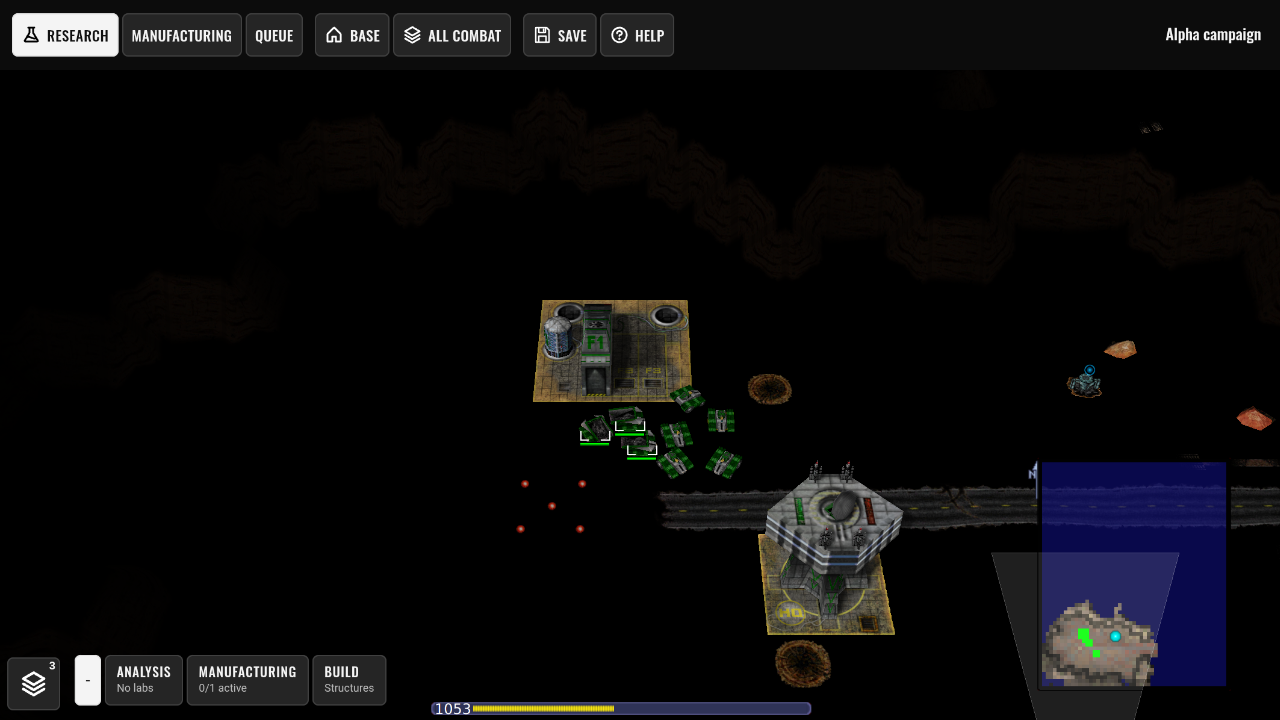 RESEARCH
MANUFACTURING
QUEUE
BASE
ALL COMBAT
SAVE
HELP
Alpha campaign
F1
HQ
N
3
-
ANALYSIS
No labs
MANUFACTURING
0/1 active
BUILD
Structures
1053